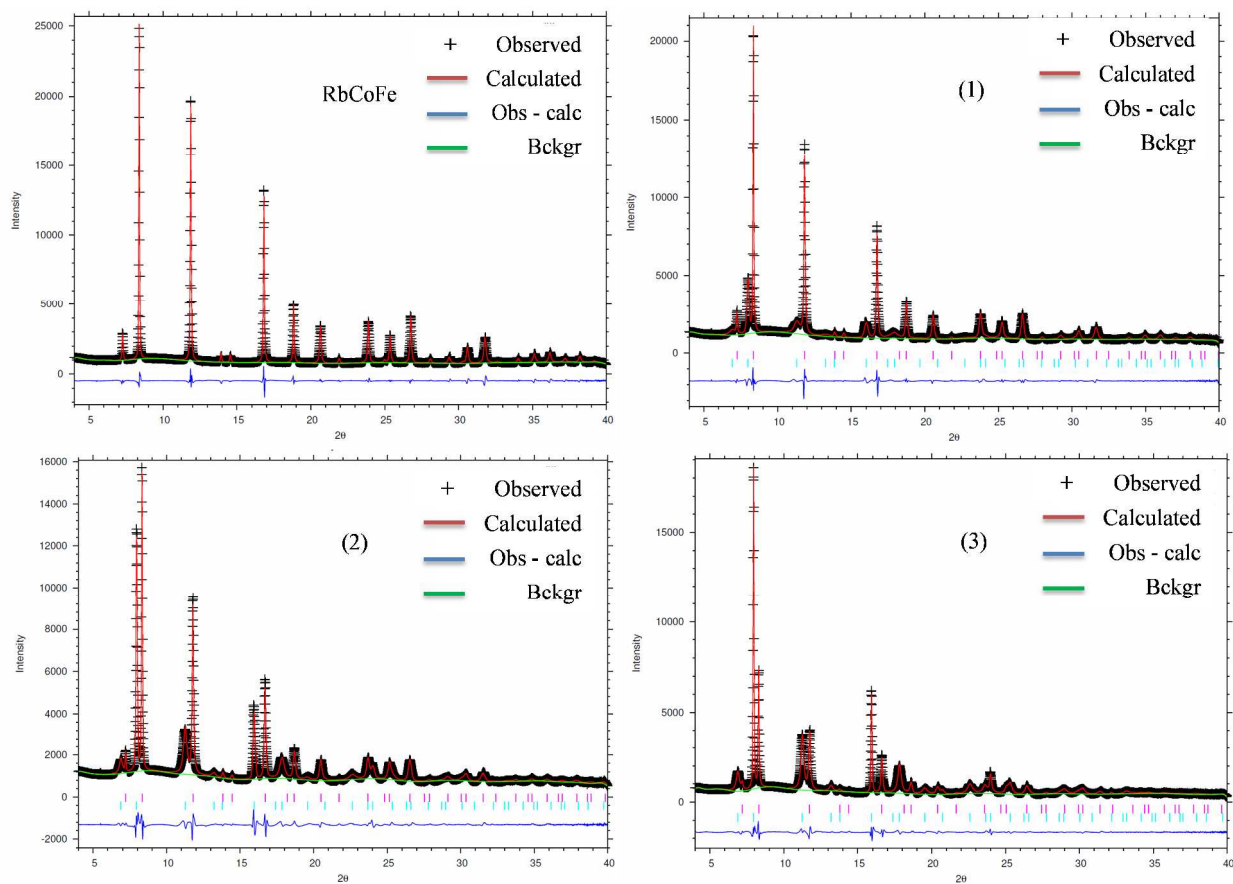 25000
20000
15000
10000
5000
0
Intensity
RbCoFe
Observed
Calculated
Obs - calc
Bckgr
5 10 15 20 25 30 35 40
2θ
20000
15000
10000
5000
0
Intensity
(1)
Observed
Calculated
Obs - calc
Bckgr
5 10 15 20 25 30 35 40
2θ
16000
14000
12000
10000
8000
6000
4000
2000
0
-2000
Intensity
(2)
Observed
Calculated
Obs - calc
Bckgr
5 10 15 20 25 30 35 40
2θ
15000
10000
5000
0
Intensity
(3)
Observed
Calculated
Obs - calc
Bckgr
5 10 15 20 25 30 35 40
2θ